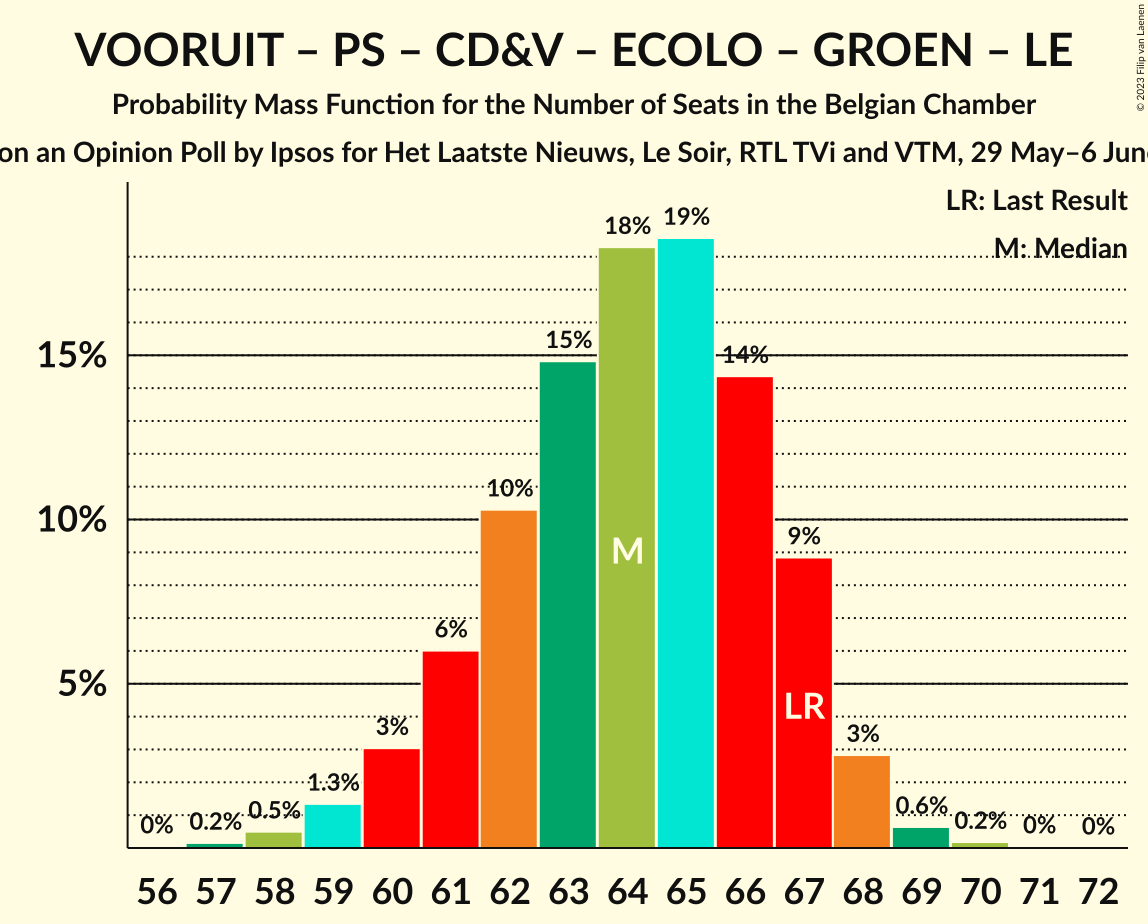 VOORUIT – PS – CD&V – ECOLO – GROEN – LE
Probability Mass Function for the Number of Seats in the Belgian Chamber
on an Opinion Poll by Ipsos for Het Laatste Nieuws, Le Soir, RTL TVi and VTM, 29 May–6 June
© 2023 Filip van Laenen
LR: Last Result
M: Median
15%
10%
5%
0%
0.2%
0.5%
1.3%
3%
6%
10%
15%
18%
19%
14%
9%
3%
0.6%
0.2%
0%
0%
M
LR
56 57 58 59 60 61 62 63 64 65 66 67 68 69 70 71 72